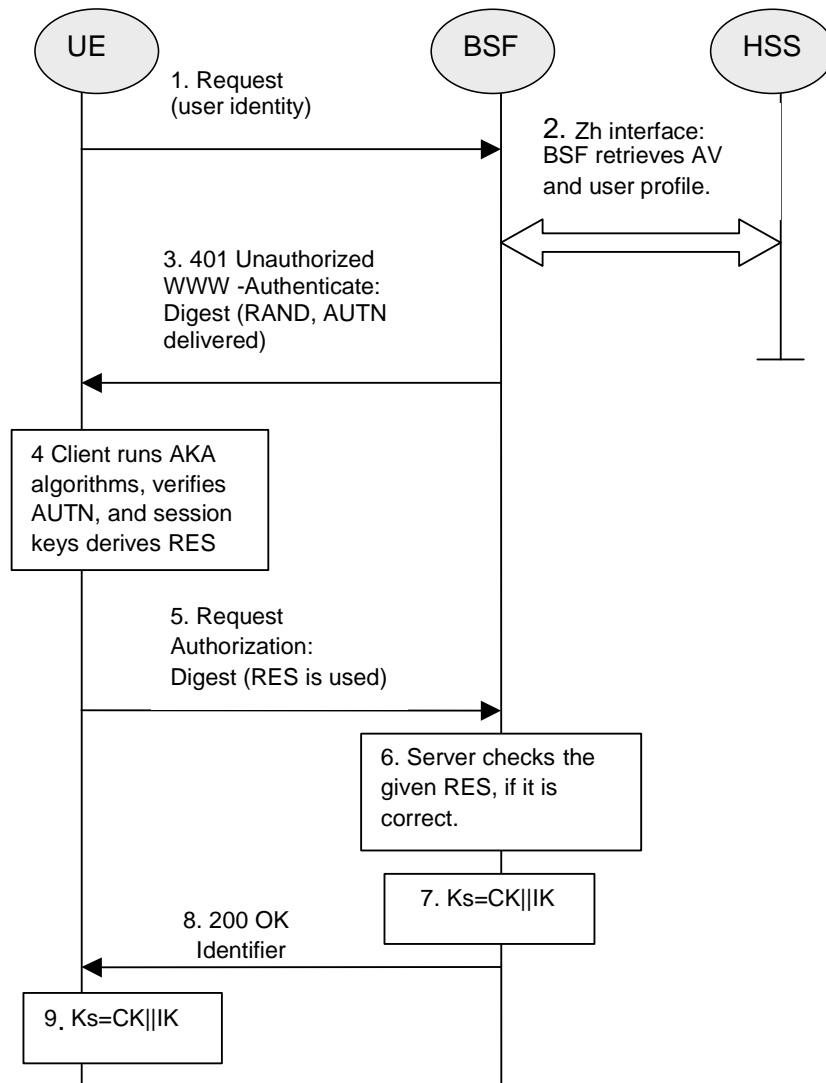 UE
BSF
HSS
1. Request
(user identity)
2. Zh interface:
BSF retrieves AV
and user profile.
3. 401 Unauthorized
WWW -Authenticate:
Digest (RAND, AUTN
delivered)
4 Client runs AKA
algorithms, verifies
AUTN, and session
keys derives RES
5. Request
Authorization:
Digest (RES is used)
6. Server checks the
given RES, if it is
correct.
7. Ks=CK||IK
8. 200 OK
Identifier
9. Ks=CK||IK